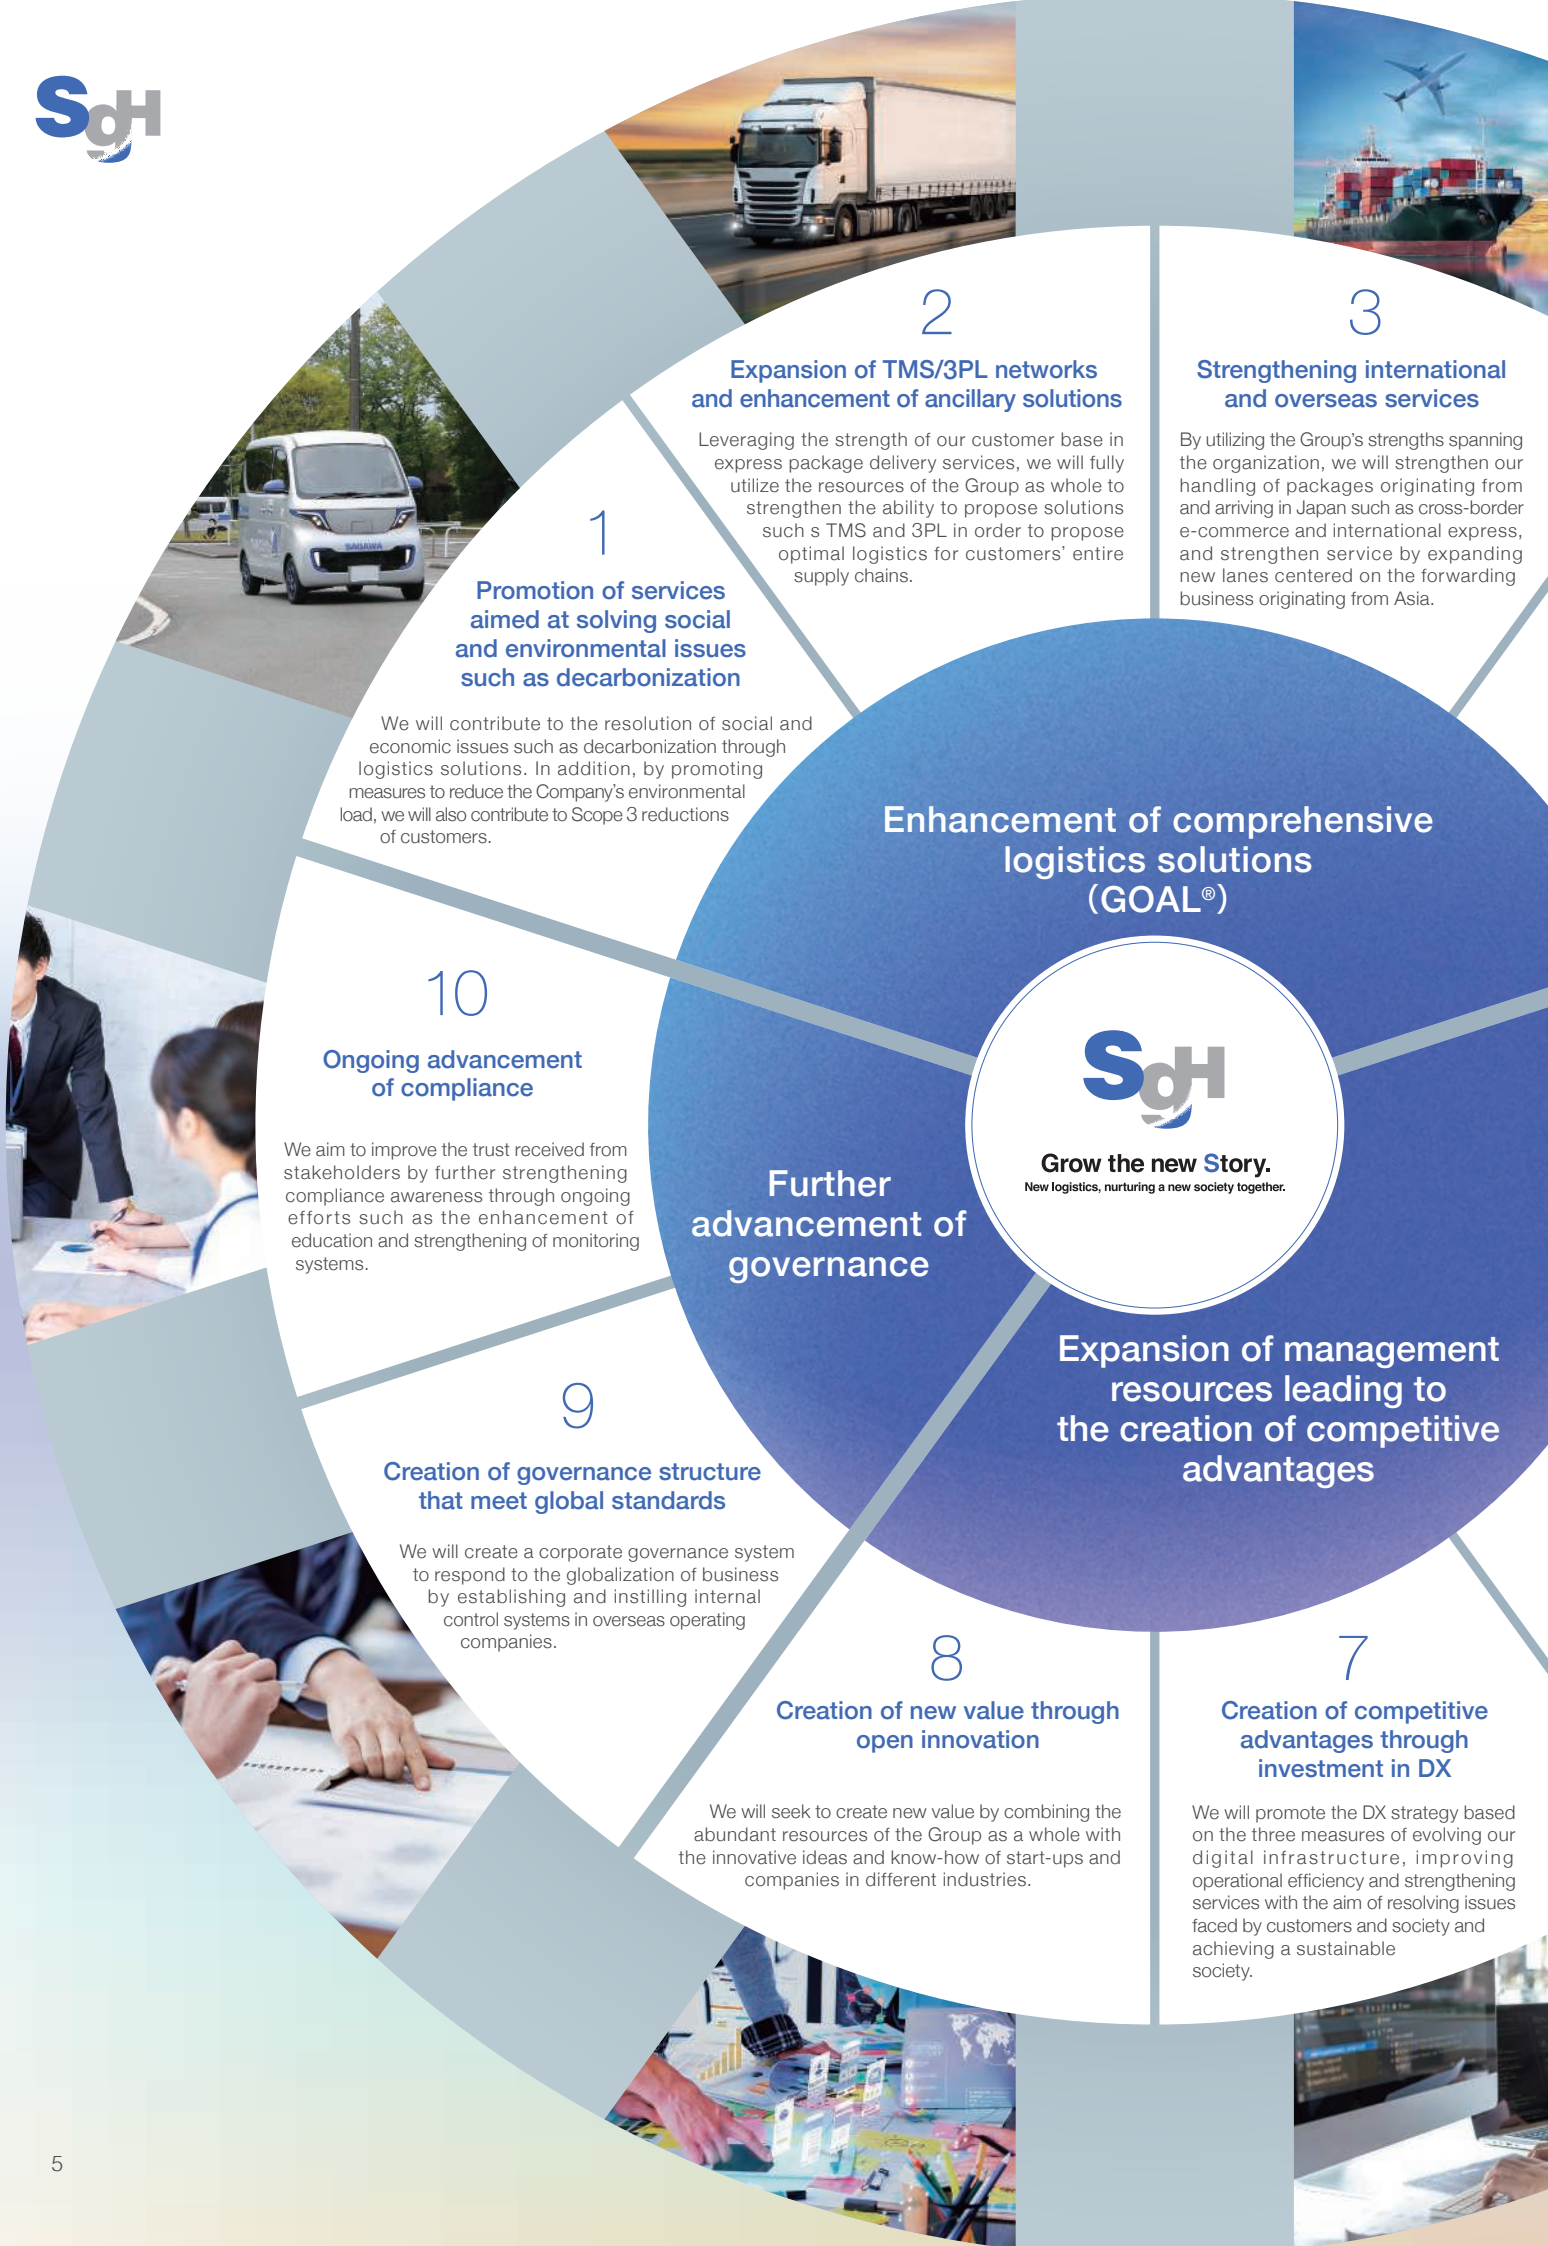 SgH
2
Expansion of TMS/3PL networks
and enhancement of ancillary solutions
Leveraging the strength of our customer base in
express package delivery services, we will fully
utilize the resources of the Group as whole to
strengthen the ability to propose solutions
such s TMS and 3PL in order to propose
optimal logistics for customers' entire
supply chains.
3
Strengthening international
and overseas services
By utilizing the Group's strengths spanning
the organization, we will strengthen our
handling of packages originating from
and arriving in Japan such as cross-border
e-commerce and international express,
and strengthen service by expanding
new lanes centered on the forwarding
business originating from Asia.
SAGAWA
1
Promotion of services
aimed at solving social
and environmental issues
such as decarbonization
We will contribute to the resolution of social and
economic issues such as decarbonization through
logistics solutions. In addition, by promoting
measures to reduce the Company's environmental
load, we will also contribute to Scope 3 reductions
of customers.
Enhancement of comprehensive
logistics solutions
(GOAL®)
10
Ongoing advancement
of compliance
We aim to improve the trust received from
stakeholders by further strengthening
compliance awareness through ongoing
efforts such as the enhancement of
education and strengthening of monitoring
systems.
Further
advancement of
governance
SgH
Grow the new Story.
New logistics, nurturing a new society together.
Expansion of management
resources leading to
the creation of competitive
advantages
9
Creation of governance structure
that meet global standards
We will create a corporate governance system
to respond to the globalization of business
by establishing and instilling internal
control systems in overseas operating
companies.
8
Creation of new value through
open innovation
We will seek to create new value by combining the
abundant resources of the Group as a whole with
the innovative ideas and know-how of start-ups and
companies in different industries.
7
Creation of competitive
advantages through
investment in DX
We will promote the DX strategy based
on the three measures of evolving our
digital infrastructure, improving
operational efficiency and strengthening
services with the aim of resolving issues
faced by customers and society and
achieving a sustainable
society.
5